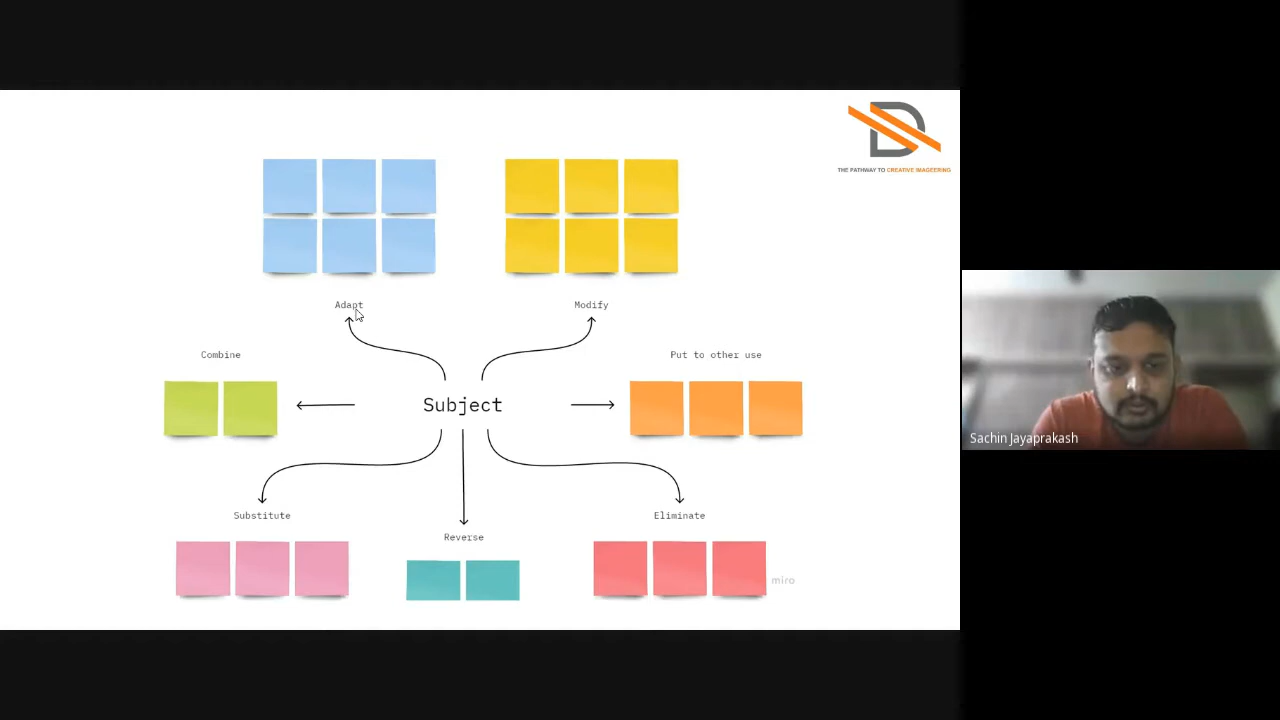 THE PATHWAY TO CREATIVE IMAGEERING
Adapt
Modify
Combine
Put to other use
Subject
Sachin Jayaprakash
Substitute
Eliminate
Reverse
miro